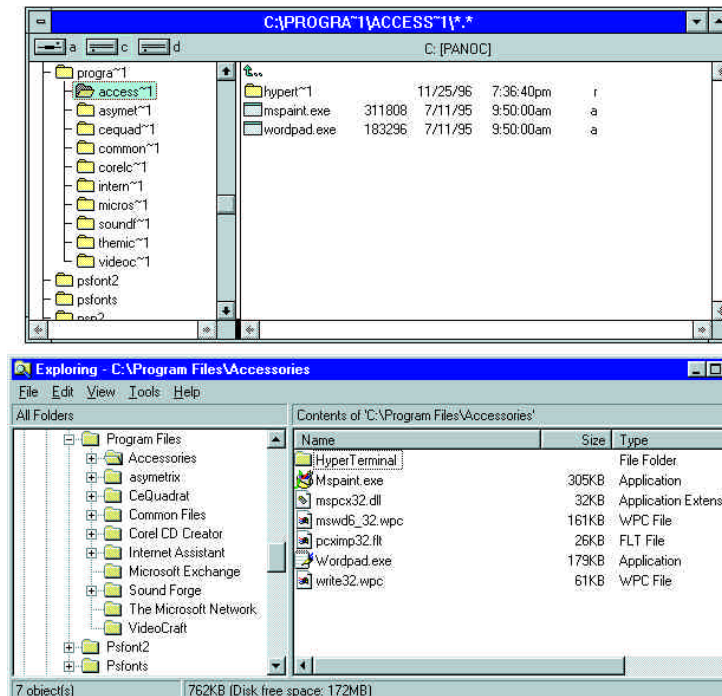 C:\PROGRA~1\ACCESS~1\*.*
a c d C: [PANOC]
progra~1
access~1
asymet~1
cequad~1
common~1
corelc~1
intern~1
micros~1
soundf~1
themic~1
videoc~1
psfont2
psfonts
psp2
..
hypert~1 11/25/96 7:36:40pm r
mspaint.exe 311808 7/11/95 9:50:00am a
wordpad.exe 183296 7/11/95 9:50:00am a
Exploring - C:\Program Files\Accessories
File Edit View Tools Help
All Folders
Contents of 'C:\Program Files\Accessories'
Program Files
Accessories
asymetrix
CeQuadrat
Common Files
Corel CD Creator
Internet Assistant
Microsoft Exchange
Sound Forge
The Microsoft Network
VideoCraft
Psfont2
Psfonts
Name Size Type
HyperTerminal File Folder
Mspaint.exe 305KB Application
mspcx32.dll 32KB Application Extens
mswd6_32.wpc 161KB WPC File
pcximp32.flt 26KB FLT File
Wordpad.exe 179KB Application
write32.wpc 61KB WPC File
7 object(s) 762KB (Disk free space: 172MB)